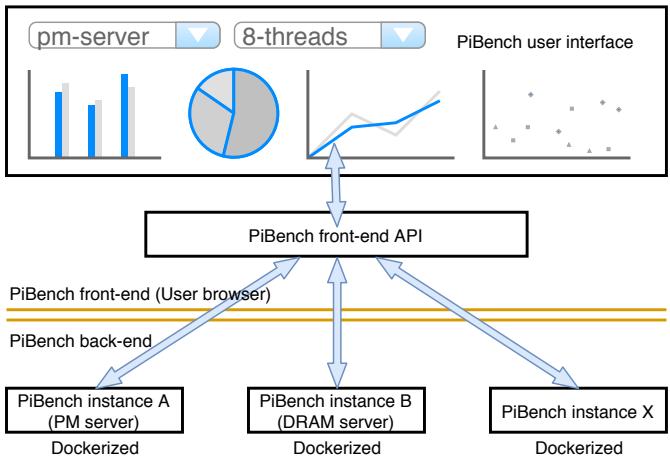 pm-server
8-threads
PiBench user interface
PiBench front-end API
PiBench front-end (User browser)
PiBench back-end
PiBench instance A
(PM server)
PiBench instance B
(DRAM server)
PiBench instance X
Dockerized
Dockerized
Dockerized